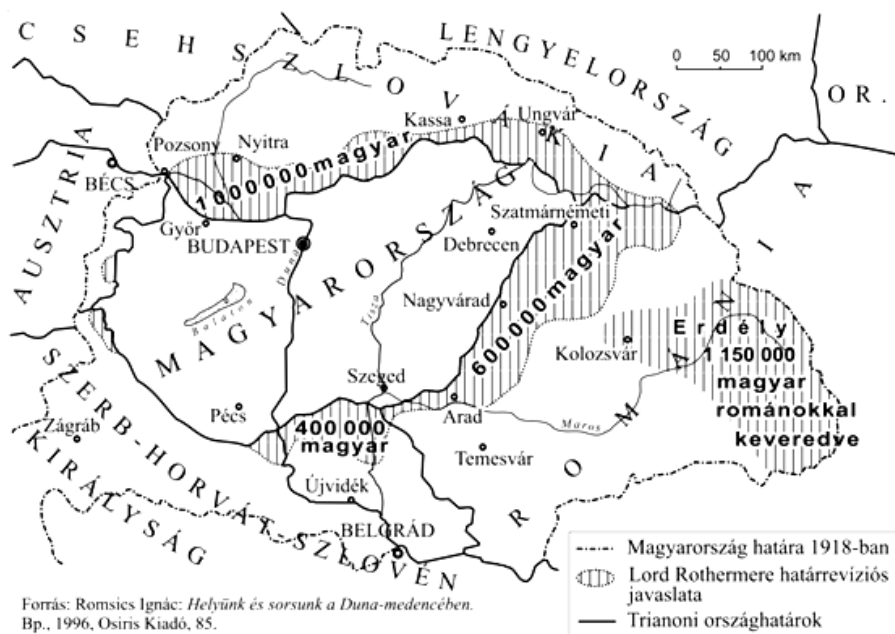 CSEHSZLOVÁKIA
LENGYELORSZÁG
0 50 100 km
OR.
AUSZTRIA
BÉCS
Pozsony
Nyitra
Kassa
Ungvár
1 000 000 magyar
Győr
BUDAPEST
Duna
MAGYARORSZÁG
Szatmárnémeti
Debrecen
Balaton
Tisza
Nagyvárad
600 000 magyar
ROMÁNIA
Kolozsvár
Erdély
1 150 000
magyar
románokkal
keveredve
Szeged
Arad
Maros
Pécs
400 000
magyar
Temesvár
Zágráb
Újvidék
BELGRÁD
SZERB-HORVÁT-SZLOVÉN
KIRÁLYSÁG
Magyarország határa 1918-ban
Lord Rothermere határrevíziós
javaslata
Trianoni országhatárok
Forrás: Romsics Ignác: Helyünk és sorsunk a Duna-medencében.
Bp., 1996, Osiris Kiadó, 85.